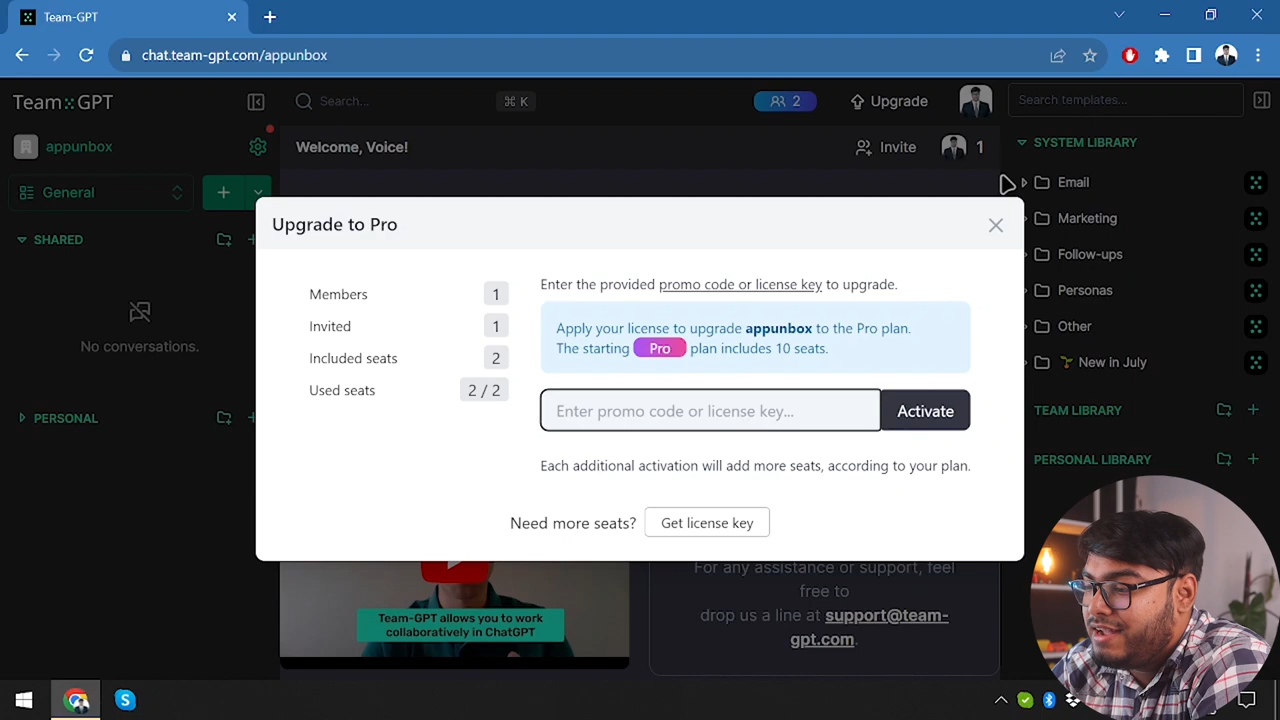 Team-GPT
chat.team-gpt.com/appunbox
Team GPT
Search...
⌘ K
2
Upgrade
Search templates...
appunbox
Welcome, Voice!
Invite
1
SYSTEM LIBRARY
General
Email
Marketing
Follow-ups
Personas
Other
🌱 New in July
TEAM LIBRARY
PERSONAL LIBRARY
SHARED
No conversations.
PERSONAL
Upgrade to Pro
Members 1
Invited 1
Included seats 2
Used seats 2 / 2
Enter the provided promo code or license key to upgrade.
Apply your license to upgrade appunbox to the Pro plan.
The starting Pro plan includes 10 seats.
Enter promo code or license key...
Activate
Each additional activation will add more seats, according to your plan.
Need more seats? Get license key
Team-GPT allows you to work
collaboratively in ChatGPT
For any assistance or support, feel
free to
drop us a line at support@team-
gpt.com.